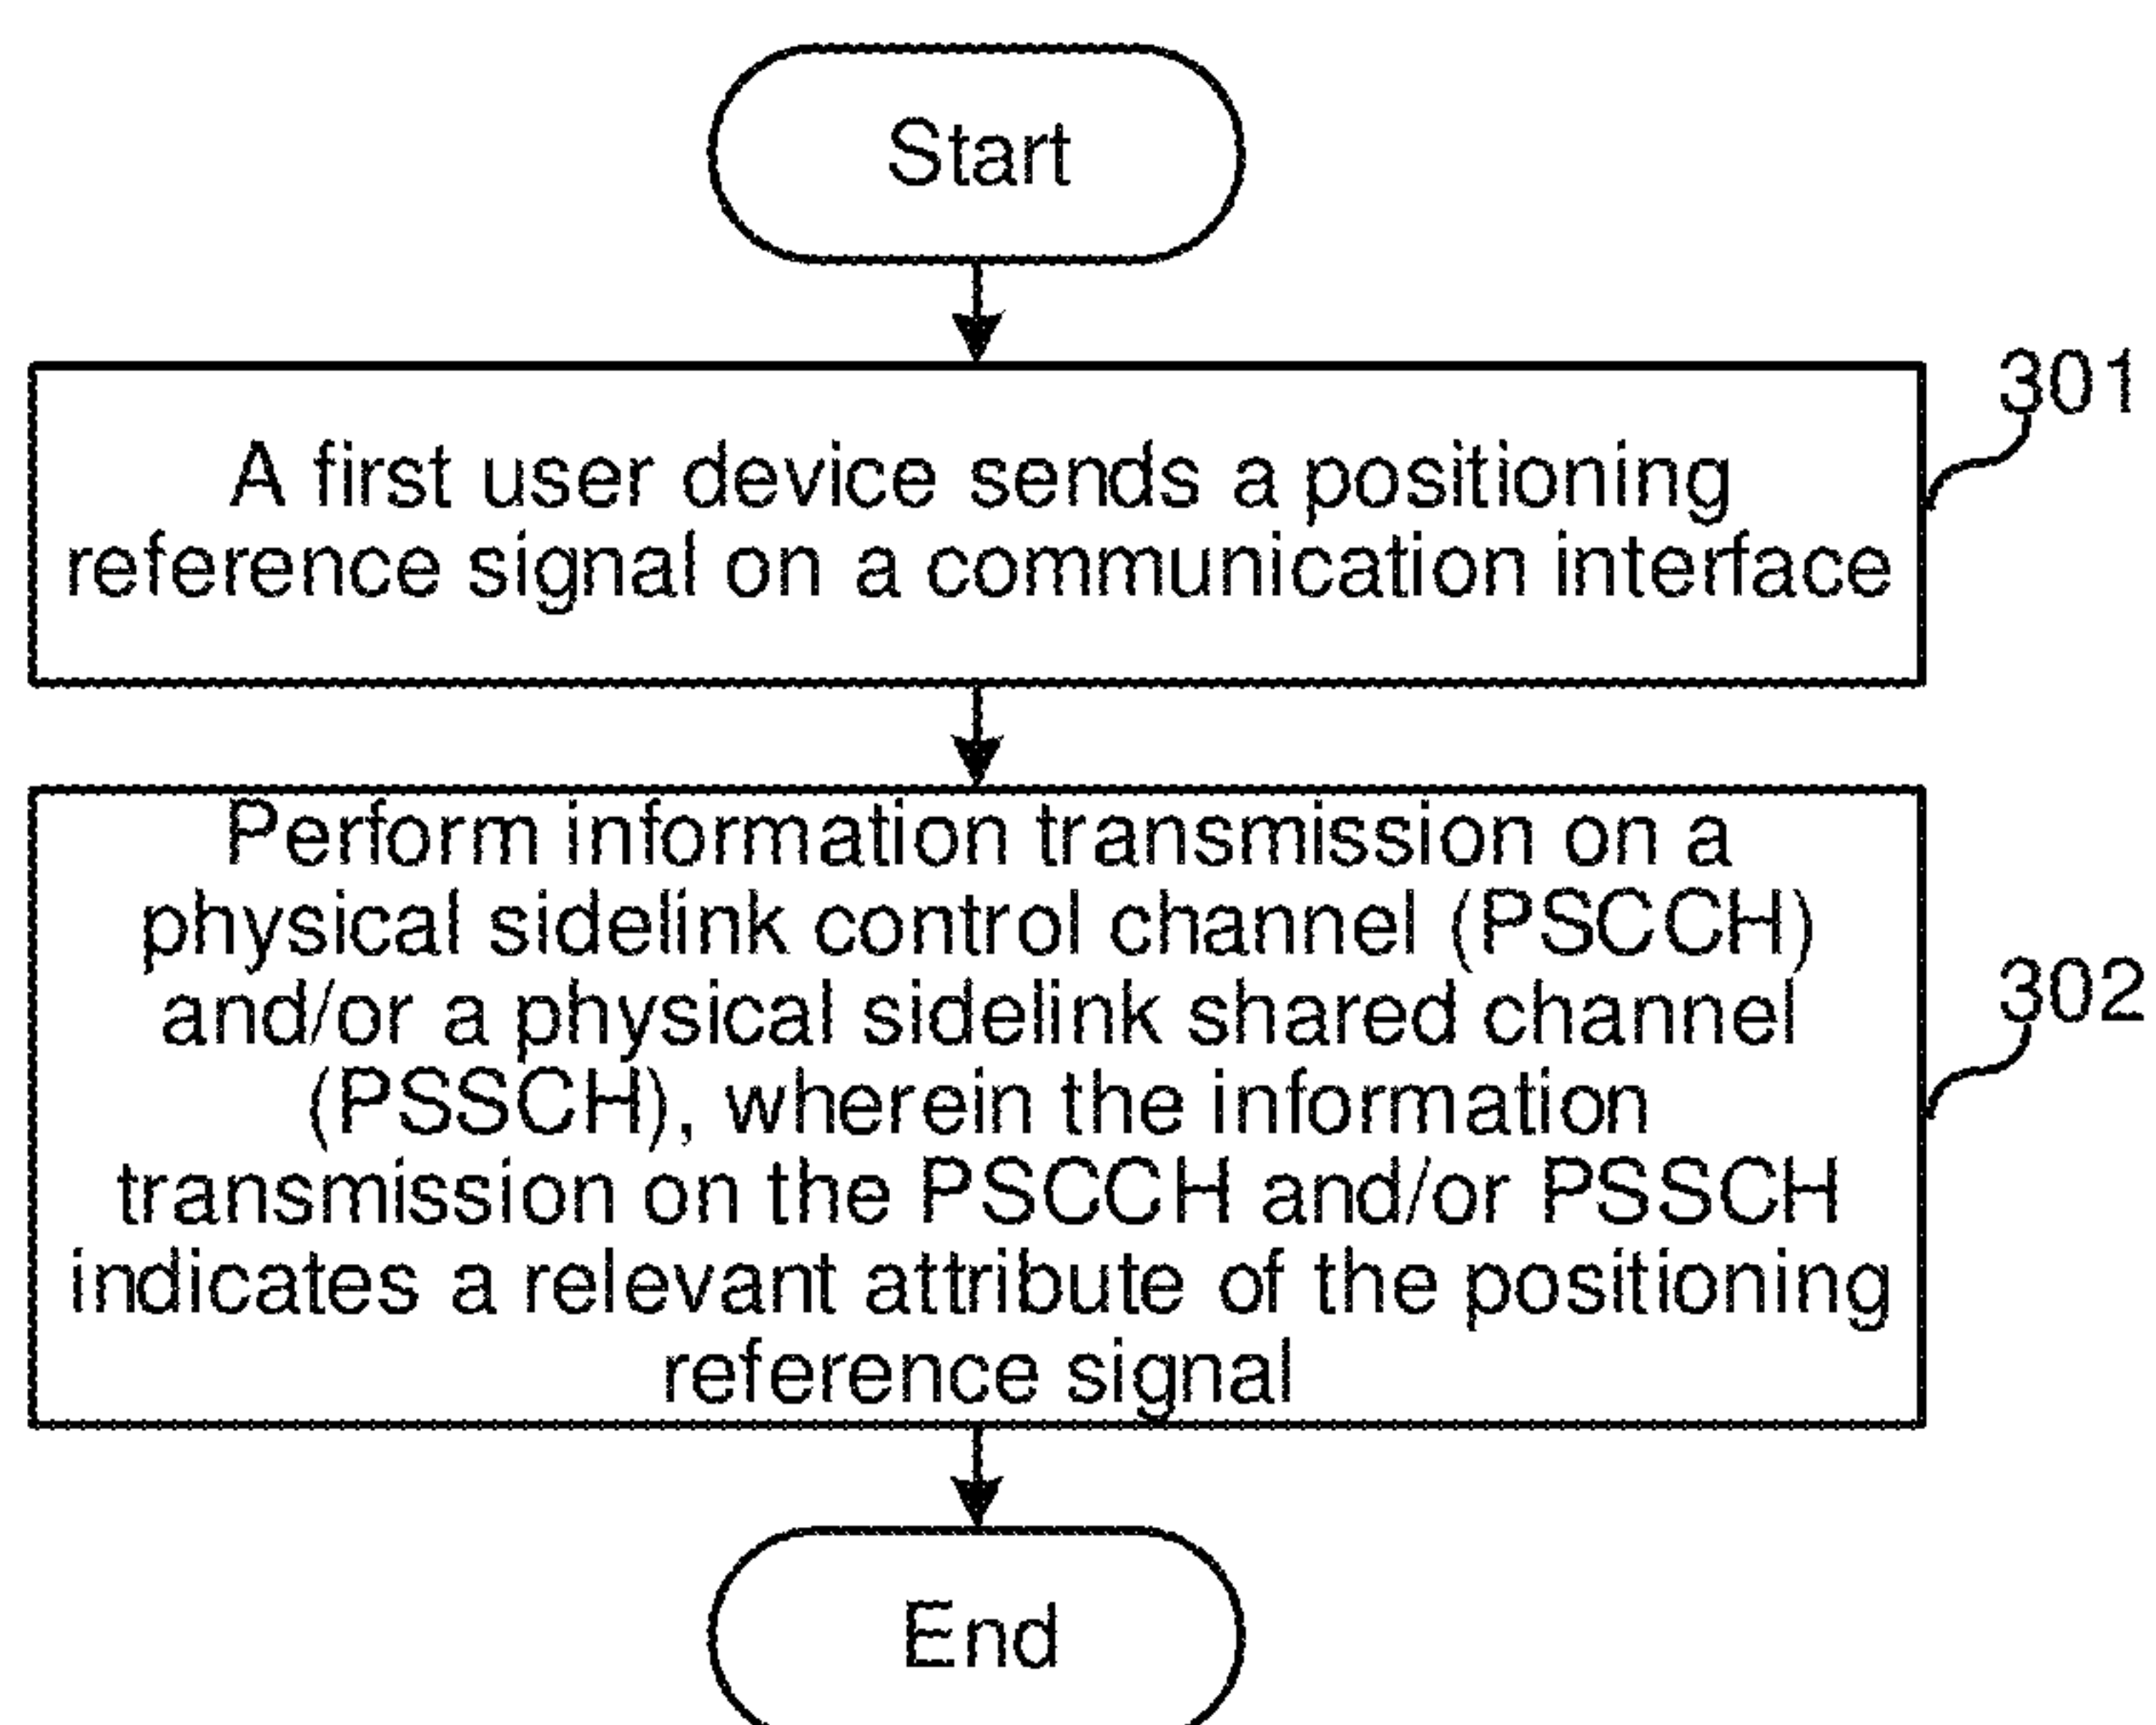 Start
301
A first user device sends a positioning
reference signal on a communication interface
Perform information transmission on a
physical sidelink control channel (PSCCH)
and/or a physical sidelink shared channel
302
(PSSCH), wherein the information
transmission on the PSCCH and/or PSSCH
indicates a relevant attribute of the positioning
reference signal
End